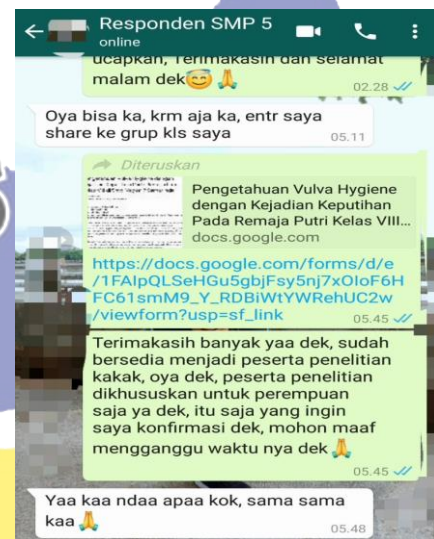 Responden SMP 5
online
ucapkan, Terimakasih dan selamat
malam dek😇🙏
02.28
Oya bisa ka, krm aja ka, entr saya
share ke grup kls saya
05.11
Diteruskan
Pengetahuan Vulva Hygiene
dengan Kejadian Keputihan
Pada Remaja Putri Kelas VIII...
docs.google.com
https://docs.google.com/forms/d/e
/1FAIpQLSeHGu5gbjFsy5nj7xOIoF6H
FC61smM9_Y_RDBiWtYWRehUC2w
/viewform?usp=sf_link
05.45
Terimakasih banyak yaa dek, sudah
bersedia menjadi peserta penelitian
kakak, oya dek, peserta penelitian
dikhususkan untuk perempuan
saja ya dek, itu saja yang ingin
saya konfirmasi dek, mohon maaf
mengganggu waktu nya dek 🙏
05.45
Yaa kaa ndaa apaa kok, sama sama
kaa 🙏
05.48